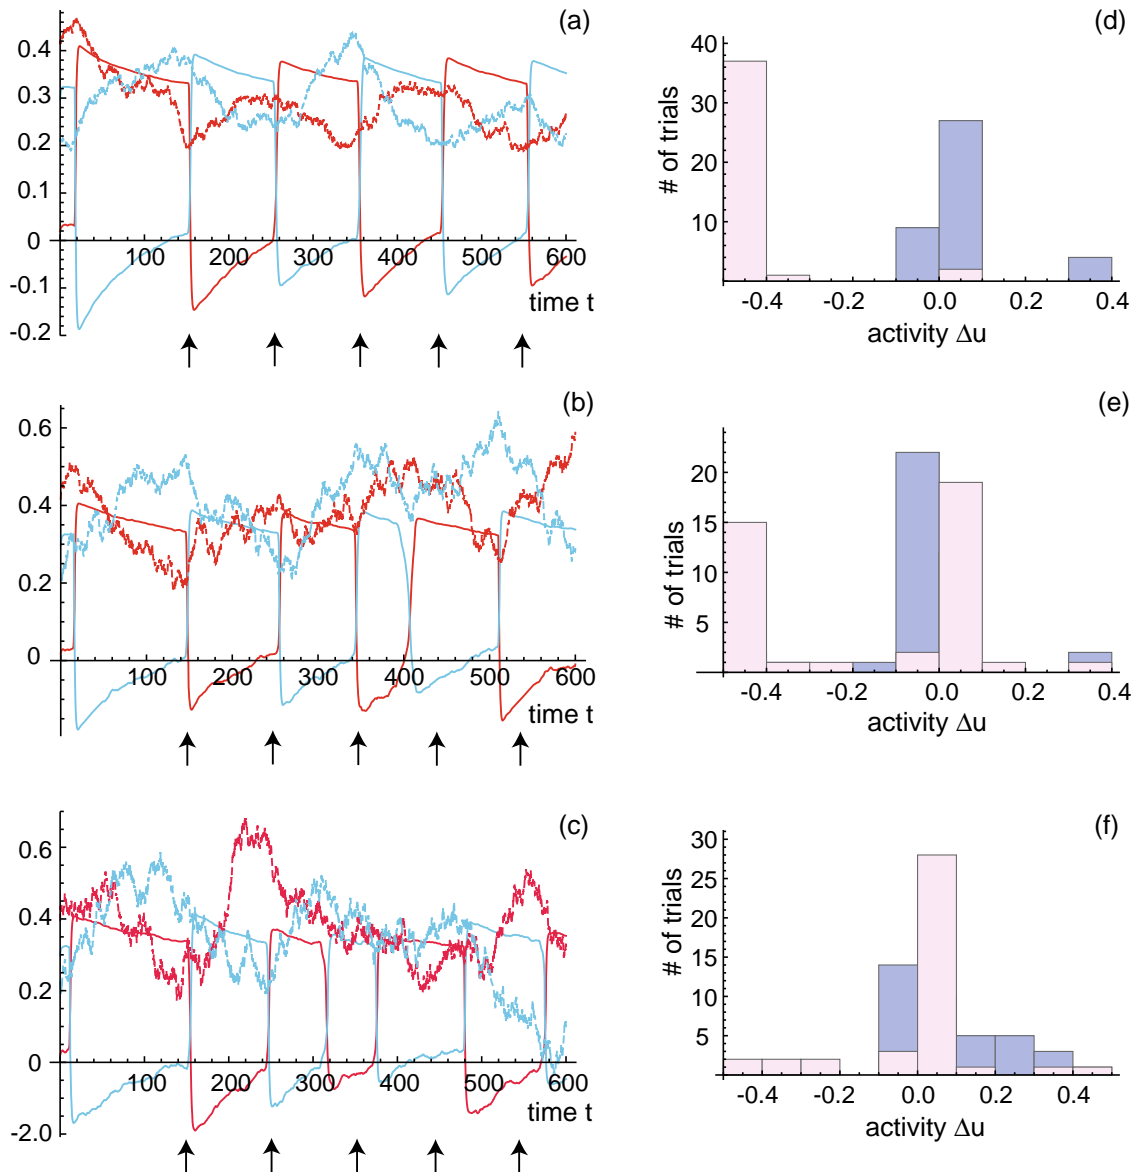 (a)
0.4
0.3
0.2
0.1
0
-0.1
-0.2
100 200 300 400 500 600
time t
(d)
# of trials
40
30
20
10
-0.4 -0.2 0.0 0.2 0.4
activity Δu
(b)
0.6
0.4
0.2
0
100 200 300 400 500 600
time t
(e)
# of trials
20
15
10
5
-0.4 -0.2 0.0 0.2 0.4
activity Δu
(c)
0.6
0.4
0.2
0
-2.0
100 200 300 400 500 600
time t
(f)
# of trials
30
25
20
15
10
5
-0.4 -0.2 0.0 0.2 0.4
activity Δu